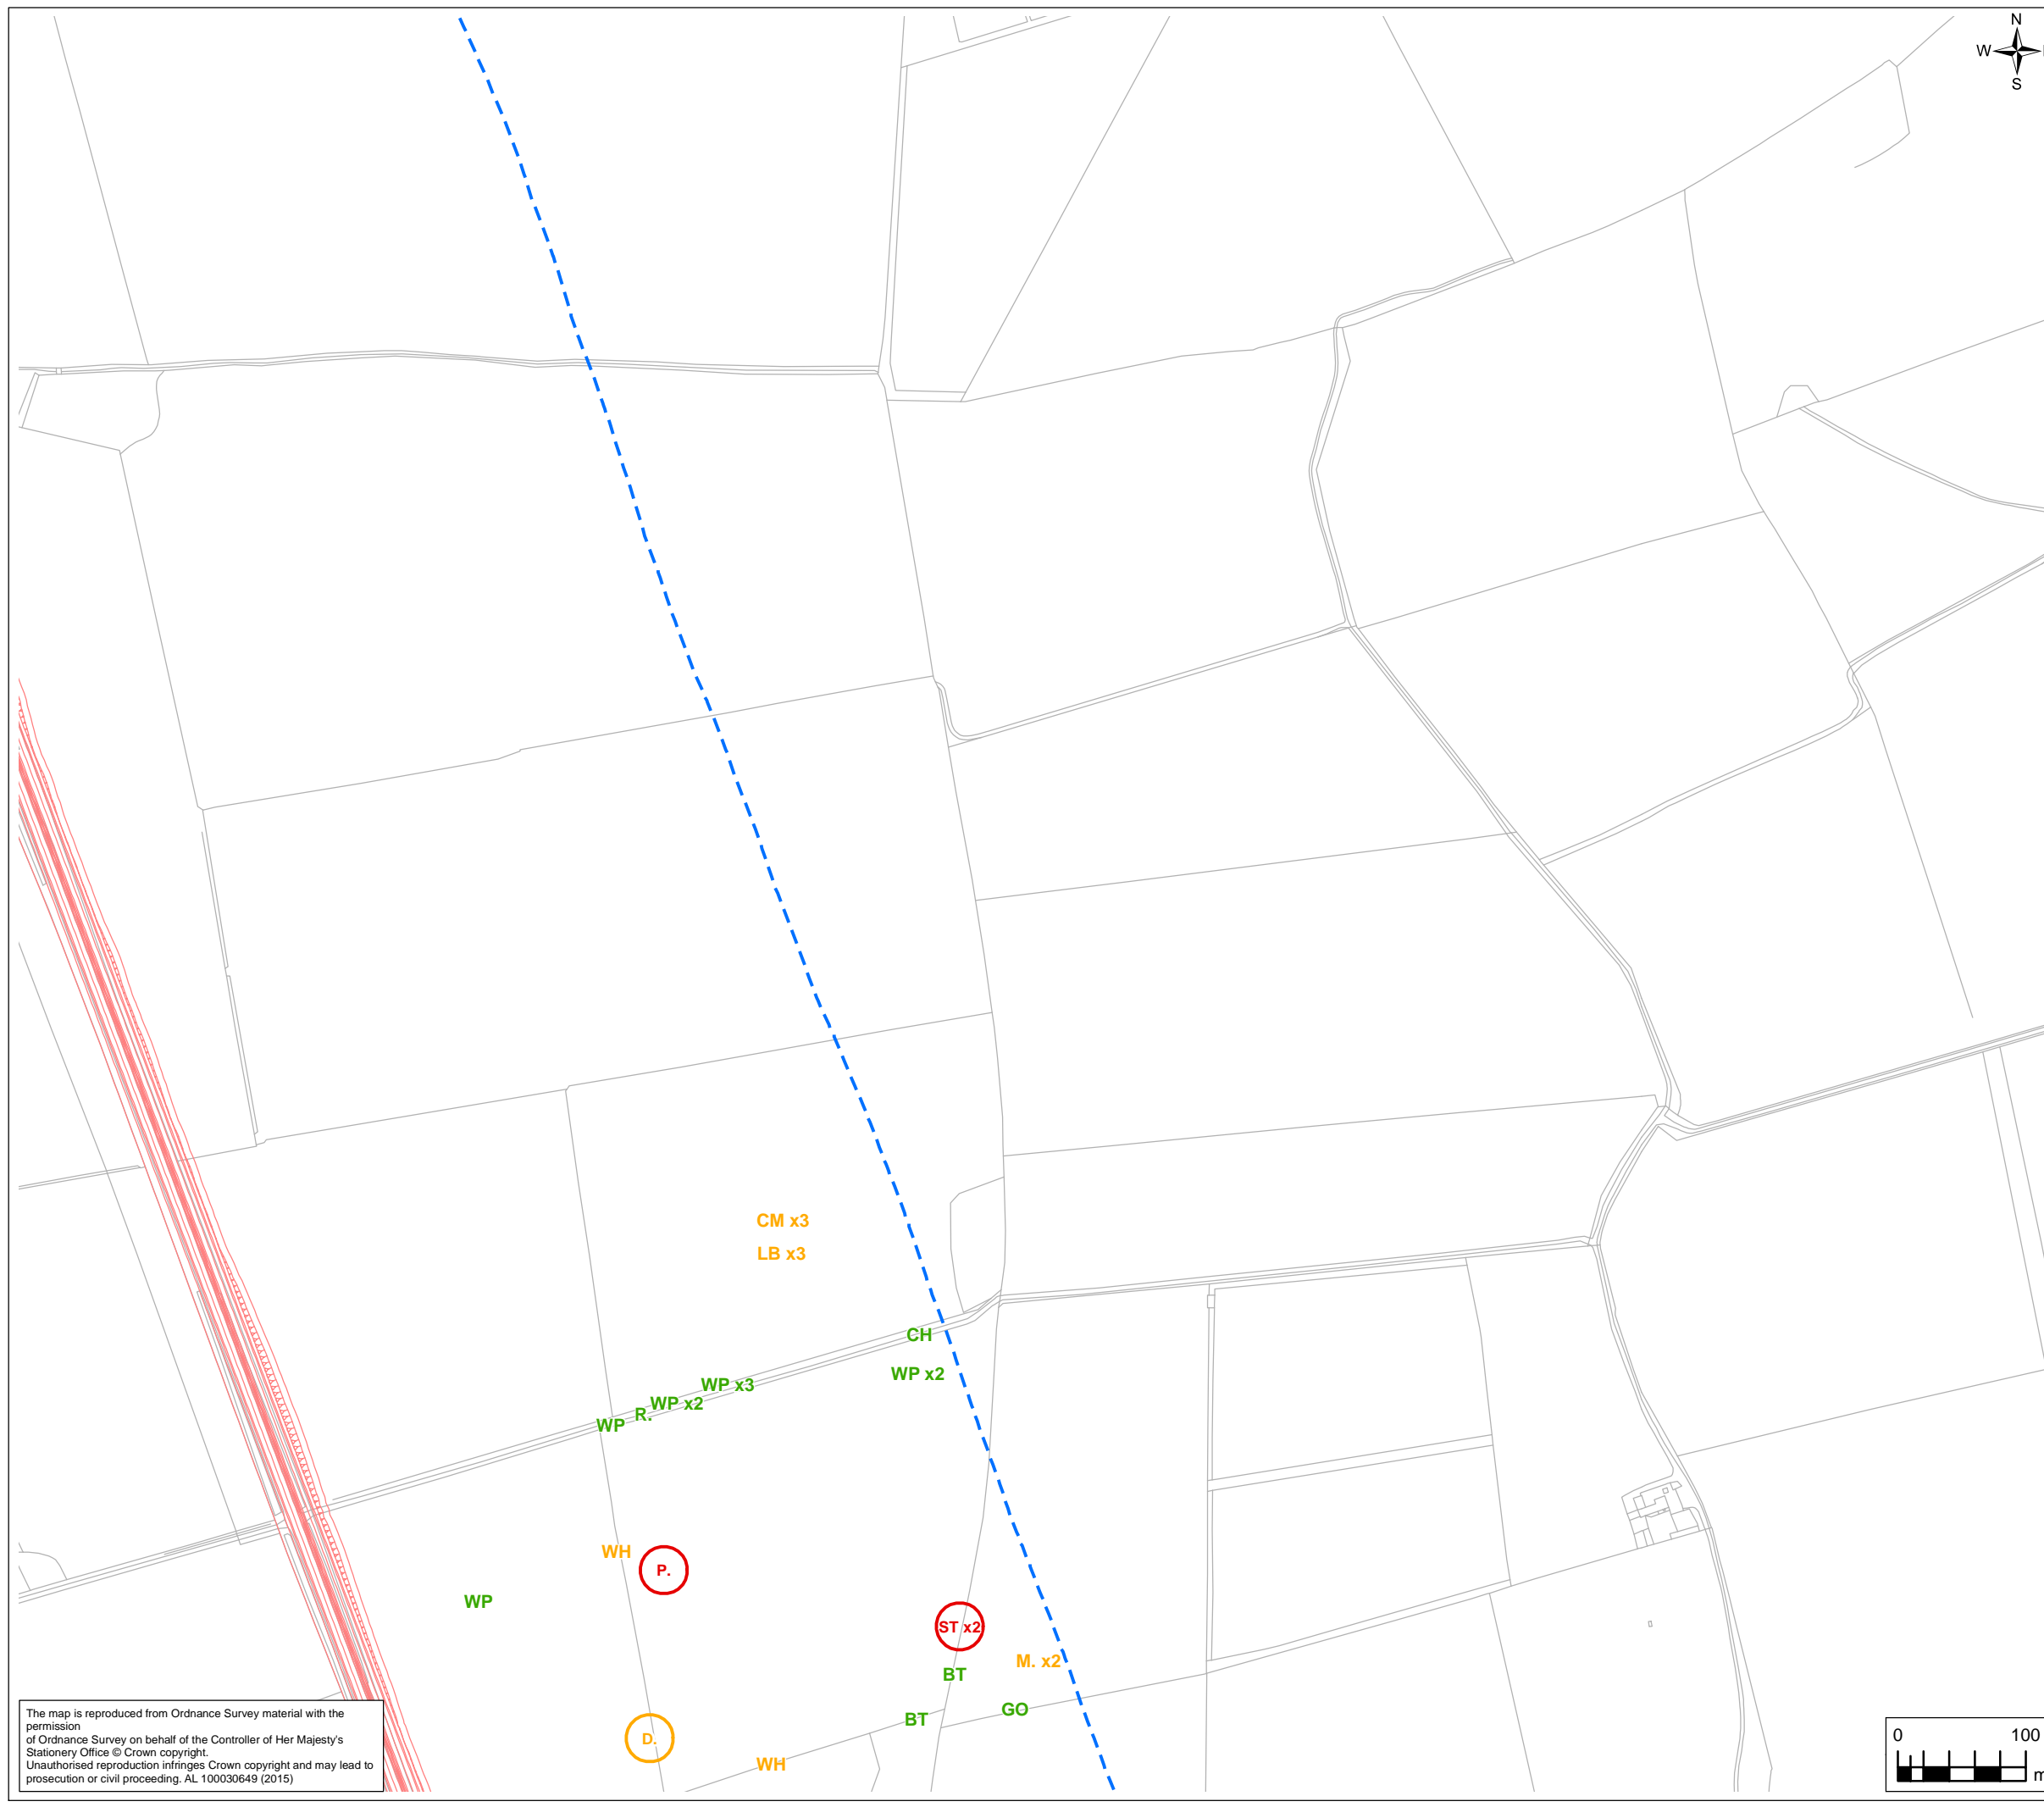 N
W
S
CM x3
LB x3
CH
WP x2
WP x3
WP x2
R.
WP
WH
P.
WP
ST x2
M. x2
BT
GO
BT
D.
WH
The map is reproduced from Ordnance Survey material with the
permission
of Ordnance Survey on behalf of the Controller of Her Majesty's
Stationery Office © Crown copyright.
Unauthorised reproduction infringes Crown copyright and may lead to
prosecution or civil proceeding. AL 100030649 (2015)
0 100
m